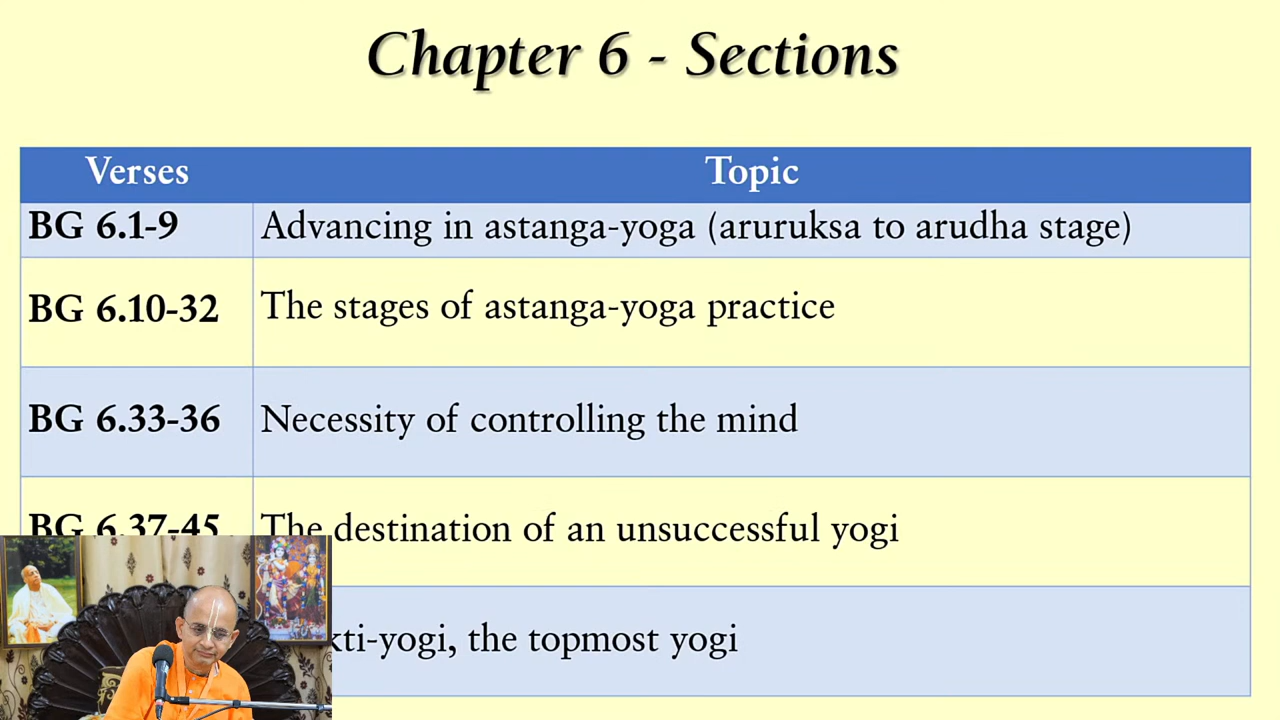 Chapter 6 - Sections
Verses Topic
BG 6.1-9 Advancing in astanga-yoga (aruruksa to arudha stage)
BG 6.10-32 The stages of astanga-yoga practice
BG 6.33-36 Necessity of controlling the mind
BG 6.37-45 The destination of an unsuccessful yogi
kti-yogi, the topmost yogi